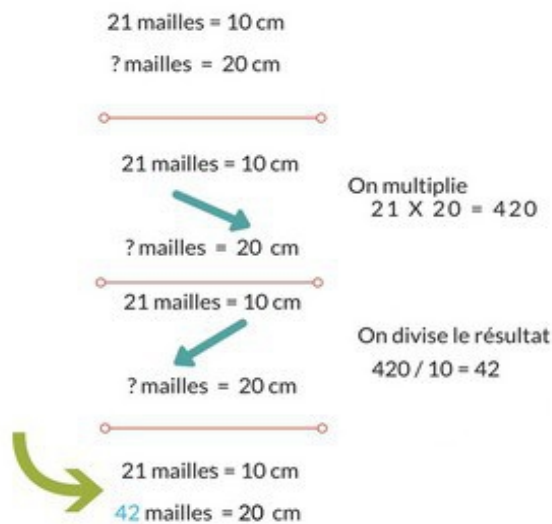 21 mailles = 10 cm
? mailles = 20 cm
21 mailles = 10 cm
On multiplie
21 X 20 = 420
? mailles = 20 cm
21 mailles = 10 cm
On divise le résultat
420 / 10 = 42
? mailles = 20 cm
21 mailles = 10 cm
42 mailles = 20 cm